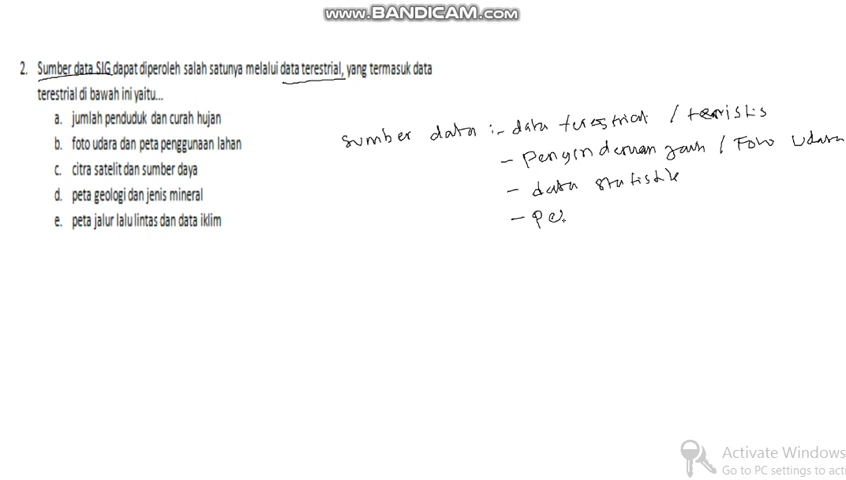 www.BANDICAM.com
2. Sumber data SIG dapat diperoleh salah satunya melalui data terestrial, yang termasuk data
terestrial di bawah ini yaitu...
a. jumlah penduduk dan curah hujan
b. foto udara dan peta penggunaan lahan
c. citra satelit dan sumber daya
d. peta geologi dan jenis mineral
e. peta jalur lalu lintas dan data iklim
Sumber data :- data terestrial /
- Penginderaan Jauh / Foto Udara
- data statistik
- Pe
Activate Windows
Go to PC settings to acti